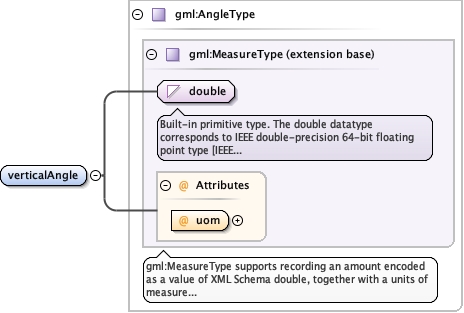 gml:AngleType
gml:MeasureType (extension base)
double
Built-in primitive type. The double datatype
corresponds to IEEE double-precision 64-bit floating
point type [IEEE...
verticalAngle
@ Attributes
@ uom
gml:MeasureType supports recording an amount encoded
as a value of XML Schema double, together with a units of
measure...